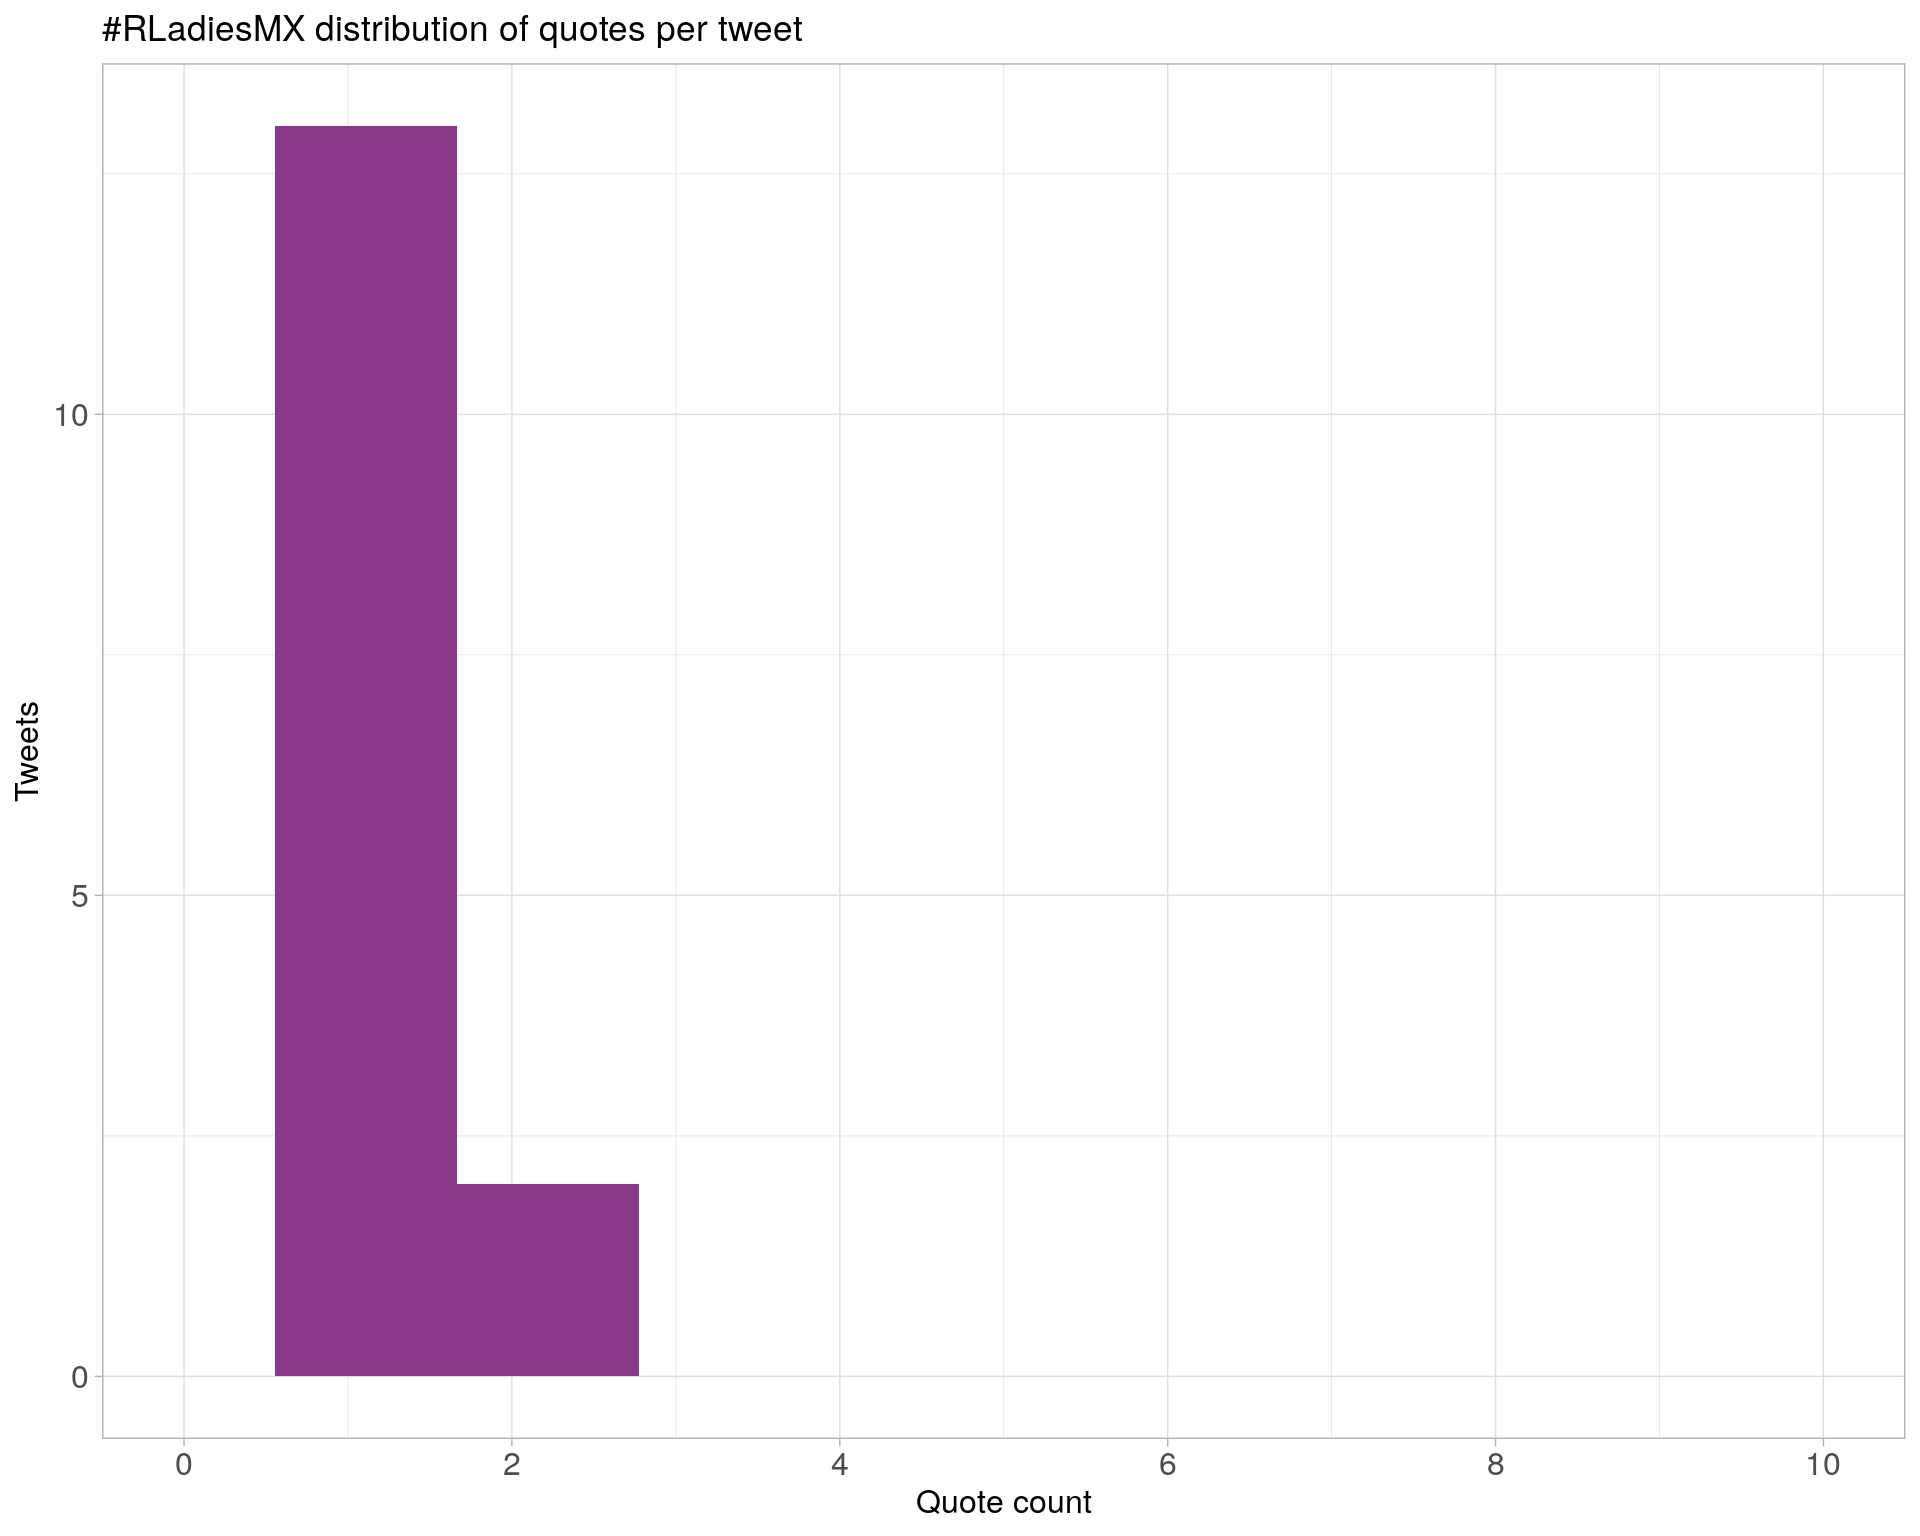 #RLadiesMX distribution of quotes per tweet
10
5
0
Tweets
0 2 4 6 8 10
Quote count